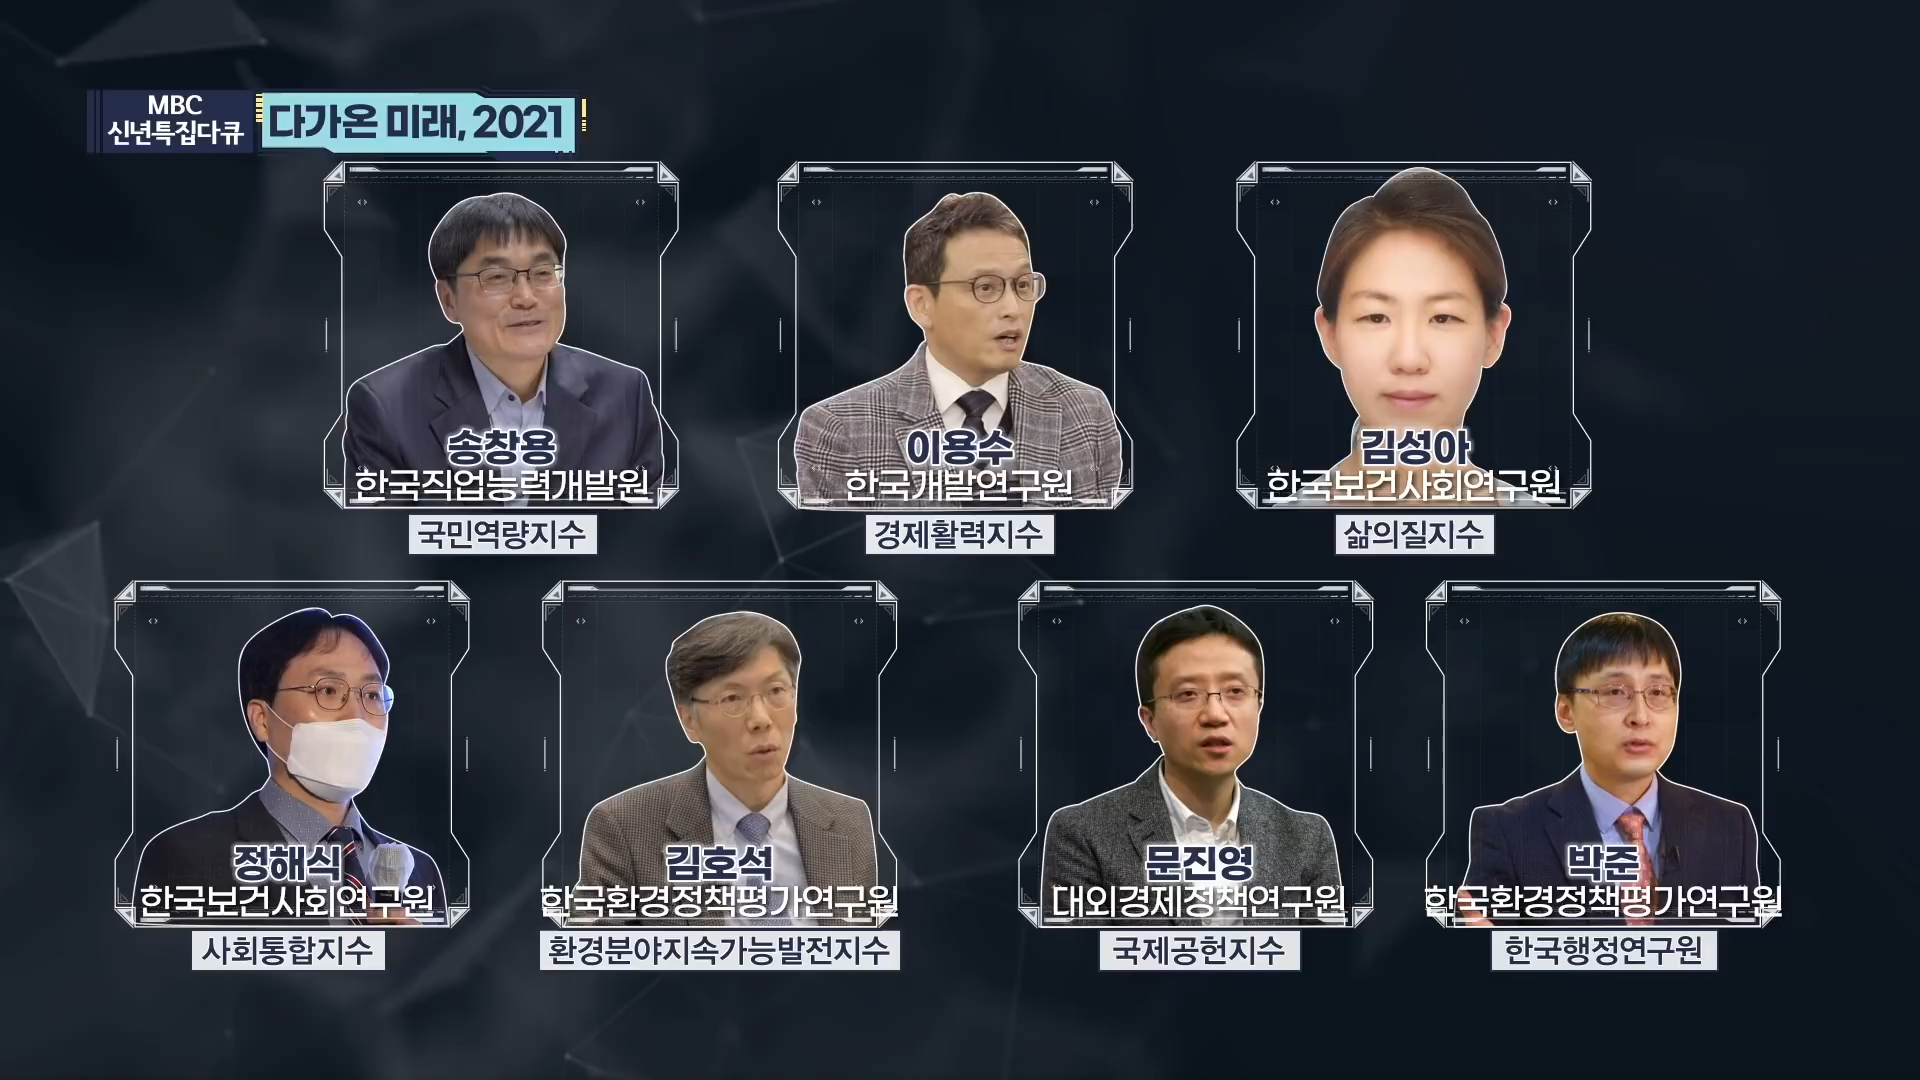 MBC
신년특집다큐
다가온 미래, 2021
송창용
한국직업능력개발원
국민역량지수
이용수
한국개발연구원
경제활력지수
김성아
한국보건사회연구원
삶의질지수
정해식
한국보건사회연구원
사회통합지수
김호석
한국환경정책평가연구원
환경분야지속가능발전지수
문진영
대외경제정책연구원
국제공헌지수
박준
한국환경정책평가연구원
한국행정연구원